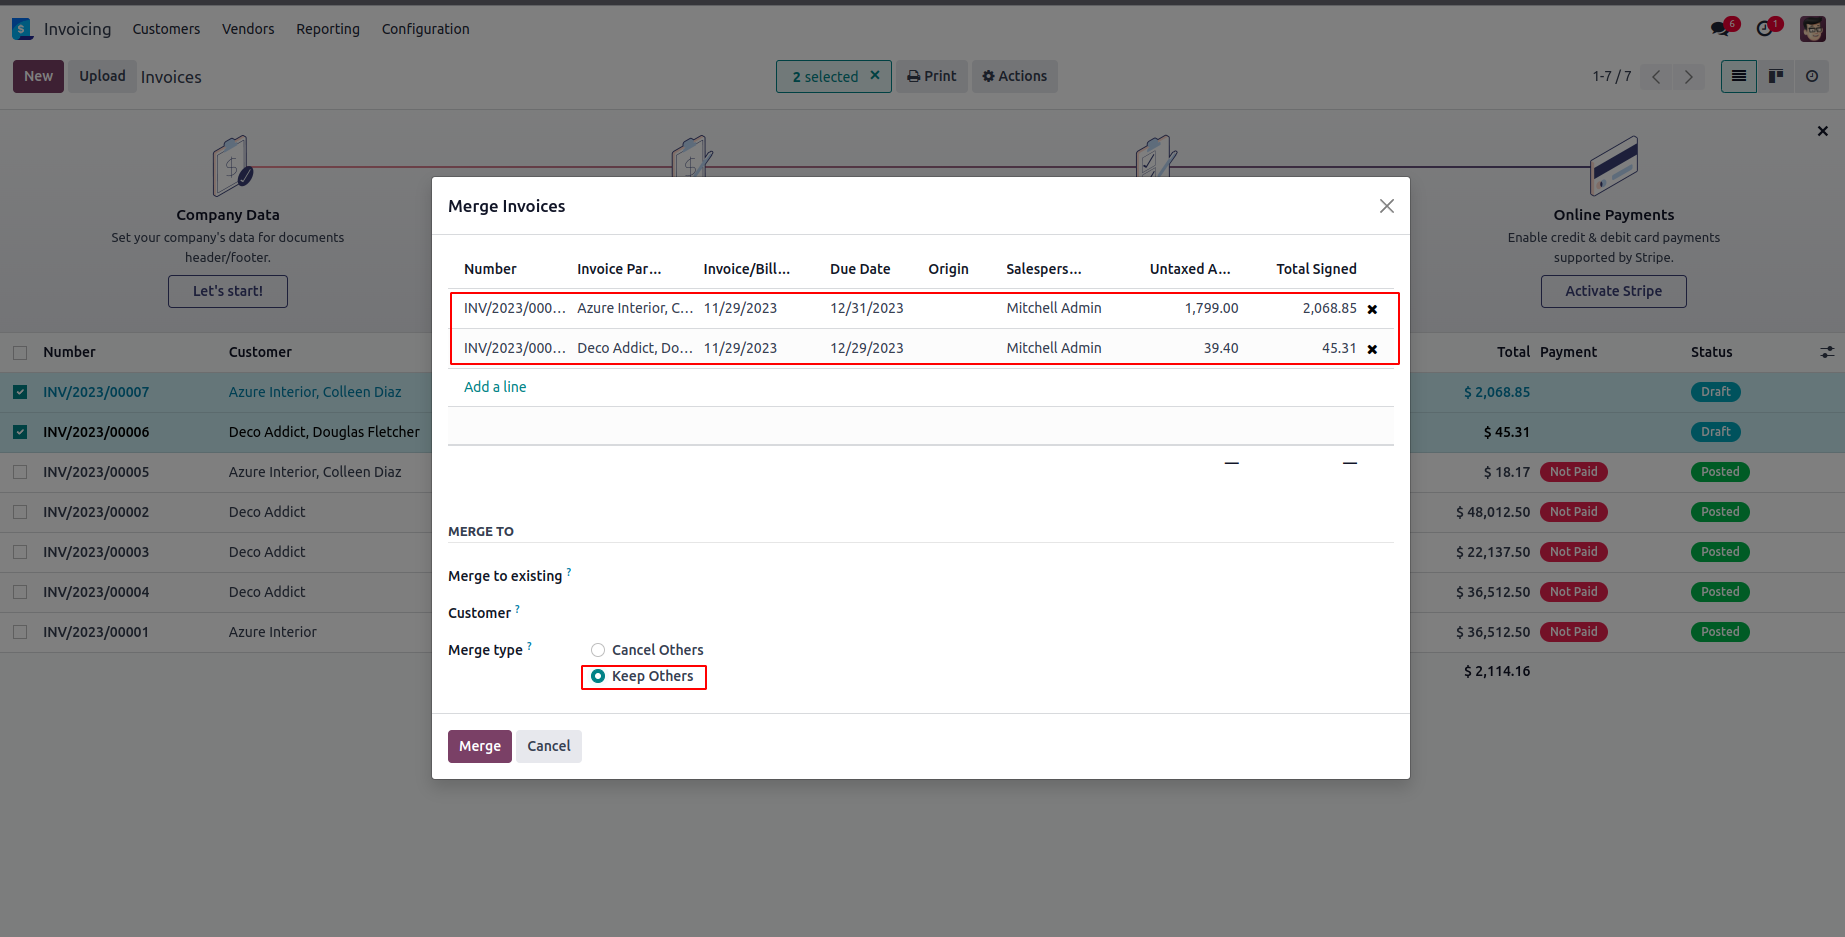 Invoicing Customers Vendors Reporting Configuration 6 1
New Upload Invoices 2 selected × Print Actions 1-7 / 7
Company Data
Set your company's data for documents
header/footer.
Let's start!
Online Payments
Enable credit & debit card payments
supported by Stripe.
Activate Stripe
Number Customer Total Payment Status
INV/2023/00007 Azure Interior, Colleen Diaz $ 2,068.85 Draft
INV/2023/00006 Deco Addict, Douglas Fletcher $ 45.31 Draft
INV/2023/00005 Azure Interior, Colleen Diaz $ 18.17 Not Paid Posted
INV/2023/00002 Deco Addict $ 48,012.50 Not Paid Posted
INV/2023/00003 Deco Addict $ 22,137.50 Not Paid Posted
INV/2023/00004 Deco Addict $ 36,512.50 Not Paid Posted
INV/2023/00001 Azure Interior $ 36,512.50 Not Paid Posted
$ 2,114.16
Merge Invoices
Number Invoice Par... Invoice/Bill... Due Date Origin Salespers... Untaxed A... Total Signed
INV/2023/000... Azure Interior, C... 11/29/2023 12/31/2023 Mitchell Admin 1,799.00 2,068.85
INV/2023/000... Deco Addict, Do... 11/29/2023 12/29/2023 Mitchell Admin 39.40 45.31
Add a line
— —
MERGE TO
Merge to existing ?
Customer ?
Merge type ? Cancel Others
Keep Others
Merge Cancel